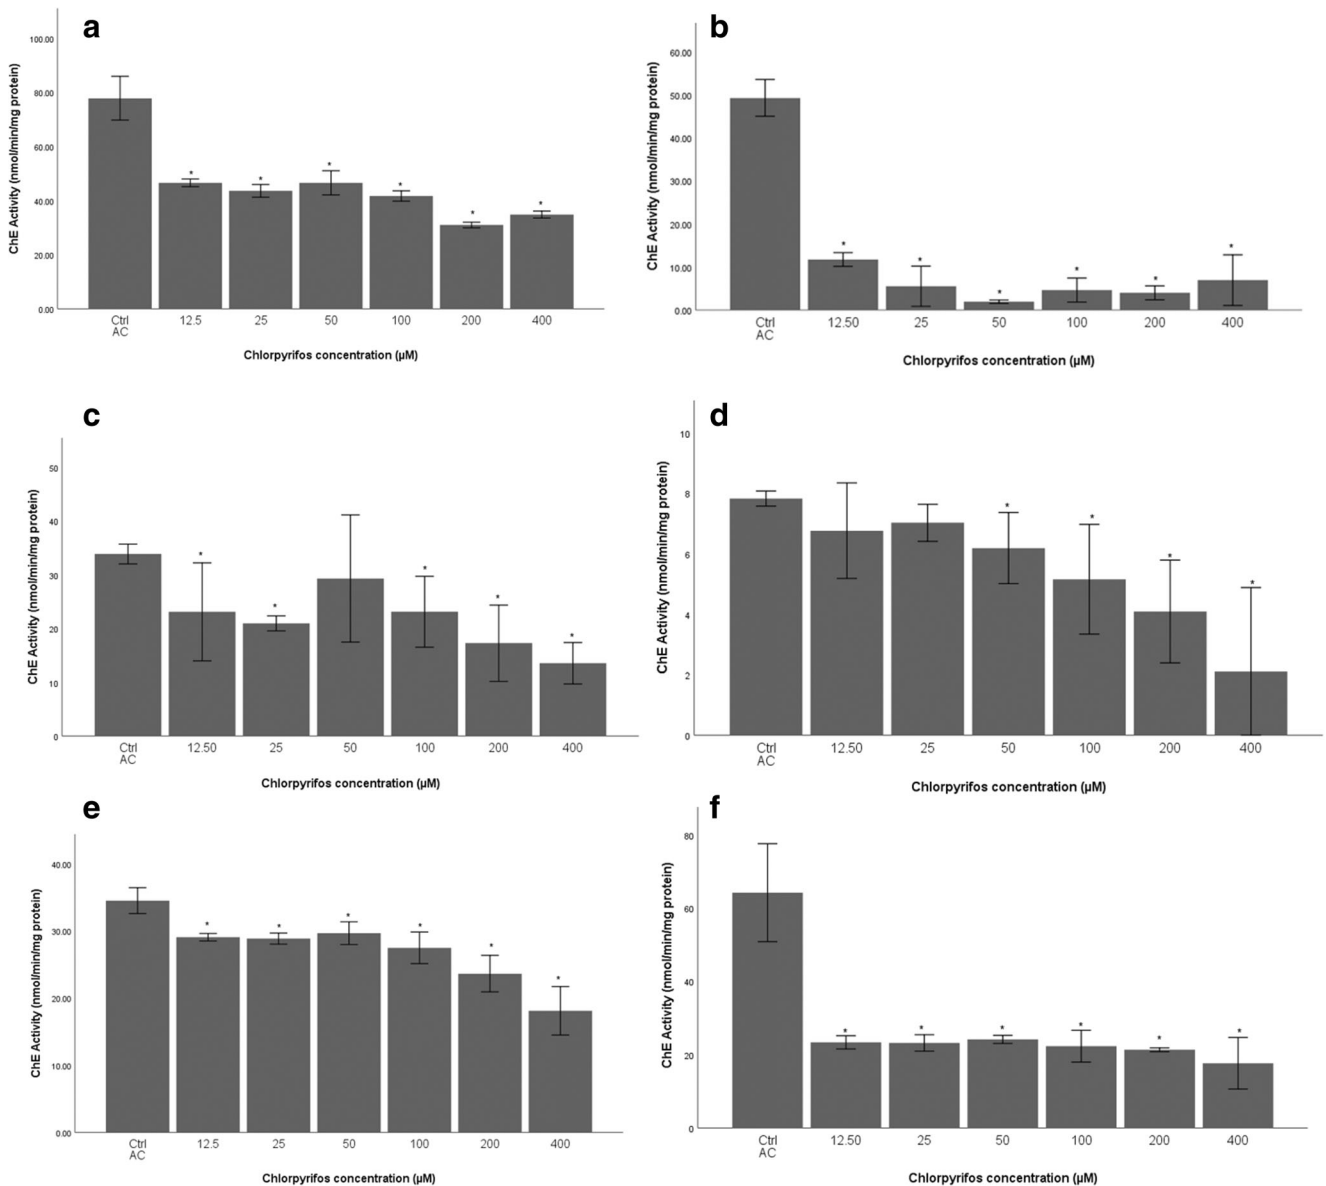 a
ChE Activity (nmol/min/mg protein)
100.00
80.00
60.00
40.00
20.00
0.00
* * * * * *
Ctrl AC 12.5 25 50 100 200 400
Chlorpyrifos concentration (µM)
b
ChE Activity (nmol/min/mg protein)
60.00
50.00
40.00
30.00
20.00
10.00
0.00
* * * * * *
Ctrl AC 12.50 25 50 100 200 400
Chlorpyrifos concentration (µM)
c
ChE Activity (nmol/min/mg protein)
50
40
30
20
10
0
* * * * *
Ctrl AC 12.50 25 50 100 200 400
Chlorpyrifos concentration (µM)
d
ChE Activity (nmol/min/mg protein)
10
8
6
4
2
0
* * * *
Ctrl AC 12.50 25 50 100 200 400
Chlorpyrifos concentration (µM)
e
ChE Activity (nmol/min/mg protein)
40.00
30.00
20.00
10.00
0.00
* * * * * *
Ctrl AC 12.5 25 50 100 200 400
Chlorpyrifos concentration (µM)
f
ChE Activity (nmol/min/mg protein)
80
60
40
20
0
* * * * * *
Ctrl AC 12.50 25 50 100 200 400
Chlorpyrifos concentration (µM)